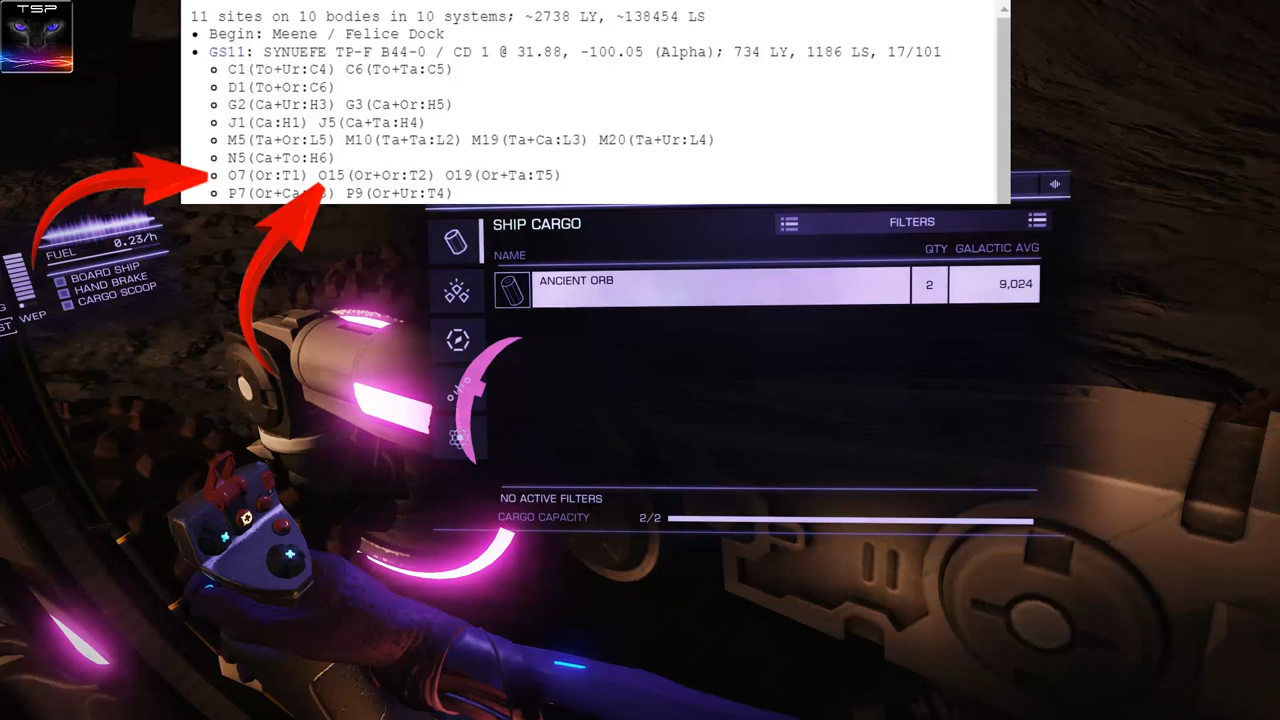 TSP
11 sites on 10 bodies in 10 systems; ~2738 LY, ~138454 LS
Begin: Meene / Felice Dock
GS11: SYNUEFE TP-F B44-0 / CD 1 @ 31.88, -100.05 (Alpha); 734 LY, 1186 LS, 17/101
C1(To+Ur:C4) C6(To+Ta:C5)
D1(To+Or:C6)
G2(Ca+Ur:H3) G3(Ca+Or:H5)
J1(Ca:H1) J5(Ca+Ta:H4)
M5(Ta+Or:L5) M10(Ta+Ta:L2) M19(Ta+Ca:L3) M20(Ta+Ur:L4)
N5(Ca+To:H6)
O7(Or:T1) O15(Or+Or:T2) O19(Or+Ta:T5)
P9(Or+Ur:T4)
SHIP CARGO
FILTERS
NAME
QTY GALACTIC AVG
ANCIENT ORB
2
9,024
NO ACTIVE FILTERS
CARGO CAPACITY 2/2
FUEL 0.23/h
BOARD SHIP
HAND BRAKE
CARGO SCOOP
WEP